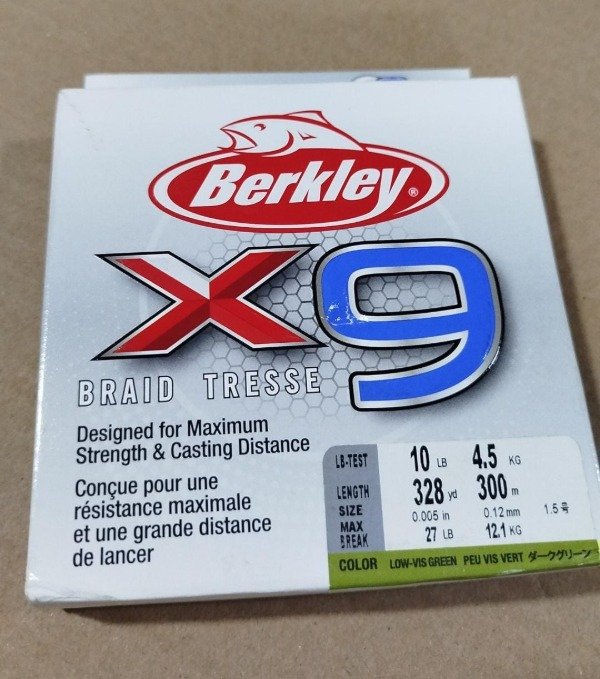 Berkley®
X9
BRAID TRESSE
Designed for Maximum
Strength & Casting Distance
Conçue pour une
résistance maximale
et une grande distance
de lancer
LB-TEST 10 LB 4.5 KG
LENGTH 328 yd 300 m
SIZE 0.005 in 0.12 mm 1.5号
MAX BREAK 27 LB 12.1 KG
COLOR LOW-VIS GREEN PEU VIS VERT ダークグリーン